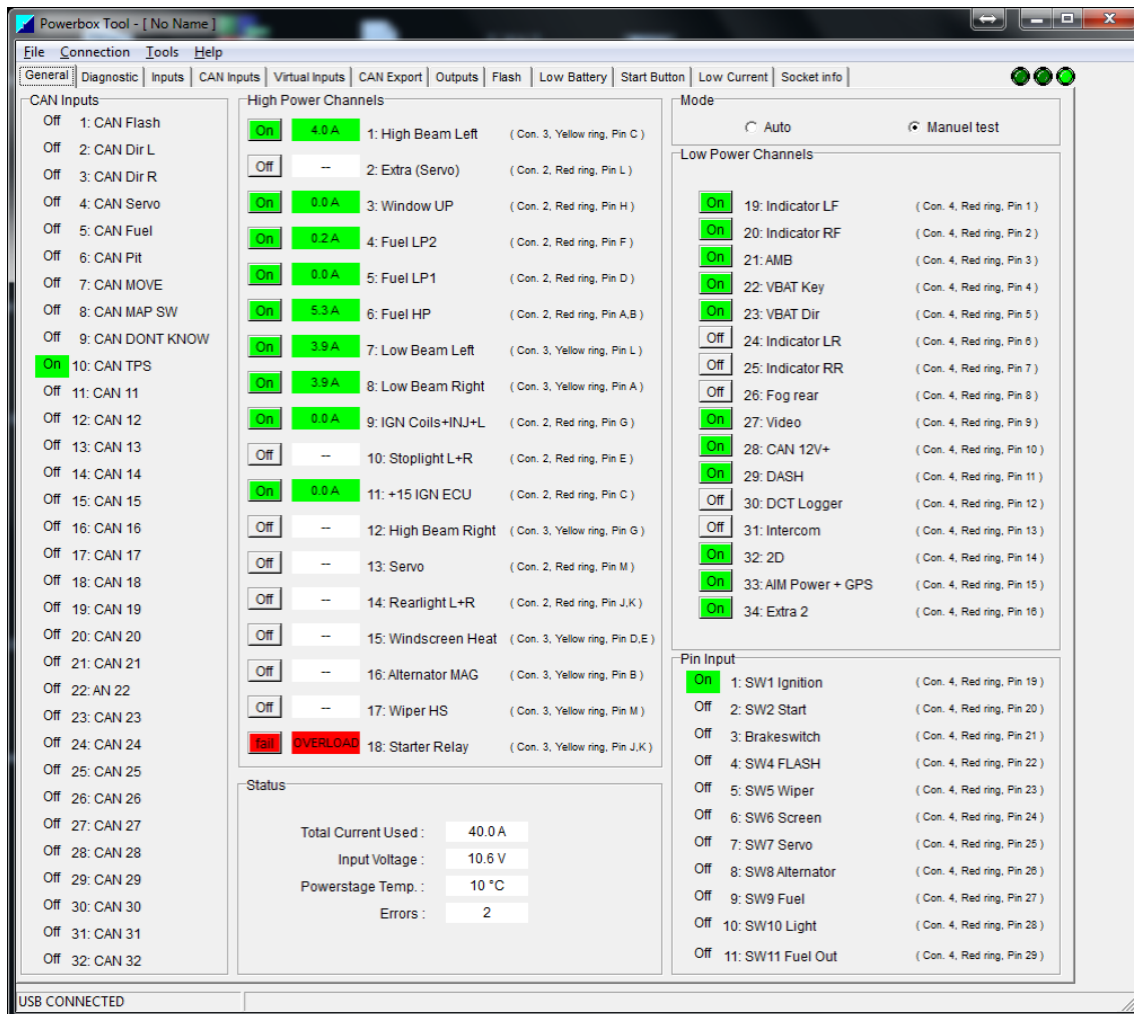 Powerbox Tool - [ No Name ]
File Connection Tools Help
General Diagnostic Inputs CAN Inputs Virtual Inputs CAN Export Outputs Flash Low Battery Start Button Low Current Socket info
CAN Inputs
Off 1: CAN Flash
Off 2: CAN Dir L
Off 3: CAN Dir R
Off 4: CAN Servo
Off 5: CAN Fuel
Off 6: CAN Pit
Off 7: CAN MOVE
Off 8: CAN MAP SW
Off 9: CAN DONT KNOW
On 10: CAN TPS
Off 11: CAN 11
Off 12: CAN 12
Off 13: CAN 13
Off 14: CAN 14
Off 15: CAN 15
Off 16: CAN 16
Off 17: CAN 17
Off 18: CAN 18
Off 19: CAN 19
Off 20: CAN 20
Off 21: CAN 21
Off 22: AN 22
Off 23: CAN 23
Off 24: CAN 24
Off 25: CAN 25
Off 26: CAN 26
Off 27: CAN 27
Off 28: CAN 28
Off 29: CAN 29
Off 30: CAN 30
Off 31: CAN 31
Off 32: CAN 32
High Power Channels
On 4.0 A 1: High Beam Left ( Con. 3, Yellow ring, Pin C )
Off -- 2: Extra (Servo) ( Con. 2, Red ring, Pin L )
On 0.0 A 3: Window UP ( Con. 2, Red ring, Pin H )
On 0.2 A 4: Fuel LP2 ( Con. 2, Red ring, Pin F )
On 0.0 A 5: Fuel LP1 ( Con. 2, Red ring, Pin D )
On 5.3 A 6: Fuel HP ( Con. 2, Red ring, Pin A,B )
On 3.9 A 7: Low Beam Left ( Con. 3, Yellow ring, Pin L )
On 3.9 A 8: Low Beam Right ( Con. 3, Yellow ring, Pin A )
On 0.0 A 9: IGN Coils+INJ+L ( Con. 2, Red ring, Pin G )
Off -- 10: Stoplight L+R ( Con. 2, Red ring, Pin E )
On 0.0 A 11: +15 IGN ECU ( Con. 2, Red ring, Pin C )
Off -- 12: High Beam Right ( Con. 3, Yellow ring, Pin G )
Off -- 13: Servo ( Con. 2, Red ring, Pin M )
Off -- 14: Rearlight L+R ( Con. 2, Red ring, Pin J,K )
Off -- 15: Windscreen Heat ( Con. 3, Yellow ring, Pin D,E )
Off -- 16: Alternator MAG ( Con. 3, Yellow ring, Pin B )
Off -- 17: Wiper HS ( Con. 3, Yellow ring, Pin M )
fail OVERLOAD 18: Starter Relay ( Con. 3, Yellow ring, Pin J,K )
Status
Total Current Used : 40.0 A
Input Voltage : 10.6 V
Powerstage Temp. : 10 °C
Errors : 2
Mode
Auto Manuel test
Low Power Channels
On 19: Indicator LF ( Con. 4, Red ring, Pin 1 )
On 20: Indicator RF ( Con. 4, Red ring, Pin 2 )
On 21: AMB ( Con. 4, Red ring, Pin 3 )
On 22: VBAT Key ( Con. 4, Red ring, Pin 4 )
On 23: VBAT Dir ( Con. 4, Red ring, Pin 5 )
Off 24: Indicator LR ( Con. 4, Red ring, Pin 6 )
Off 25: Indicator RR ( Con. 4, Red ring, Pin 7 )
Off 26: Fog rear ( Con. 4, Red ring, Pin 8 )
On 27: Video ( Con. 4, Red ring, Pin 9 )
On 28: CAN 12V+ ( Con. 4, Red ring, Pin 10 )
On 29: DASH ( Con. 4, Red ring, Pin 11 )
Off 30: DCT Logger ( Con. 4, Red ring, Pin 12 )
Off 31: Intercom ( Con. 4, Red ring, Pin 13 )
On 32: 2D ( Con. 4, Red ring, Pin 14 )
On 33: AIM Power + GPS ( Con. 4, Red ring, Pin 15 )
On 34: Extra 2 ( Con. 4, Red ring, Pin 16 )
Pin Input
On 1: SW1 Ignition ( Con. 4, Red ring, Pin 19 )
Off 2: SW2 Start ( Con. 4, Red ring, Pin 20 )
Off 3: Brakeswitch ( Con. 4, Red ring, Pin 21 )
Off 4: SW4 FLASH ( Con. 4, Red ring, Pin 22 )
Off 5: SW5 Wiper ( Con. 4, Red ring, Pin 23 )
Off 6: SW6 Screen ( Con. 4, Red ring, Pin 24 )
Off 7: SW7 Servo ( Con. 4, Red ring, Pin 25 )
Off 8: SW8 Alternator ( Con. 4, Red ring, Pin 26 )
Off 9: SW9 Fuel ( Con. 4, Red ring, Pin 27 )
Off 10: SW10 Light ( Con. 4, Red ring, Pin 28 )
Off 11: SW11 Fuel Out ( Con. 4, Red ring, Pin 29 )
USB CONNECTED